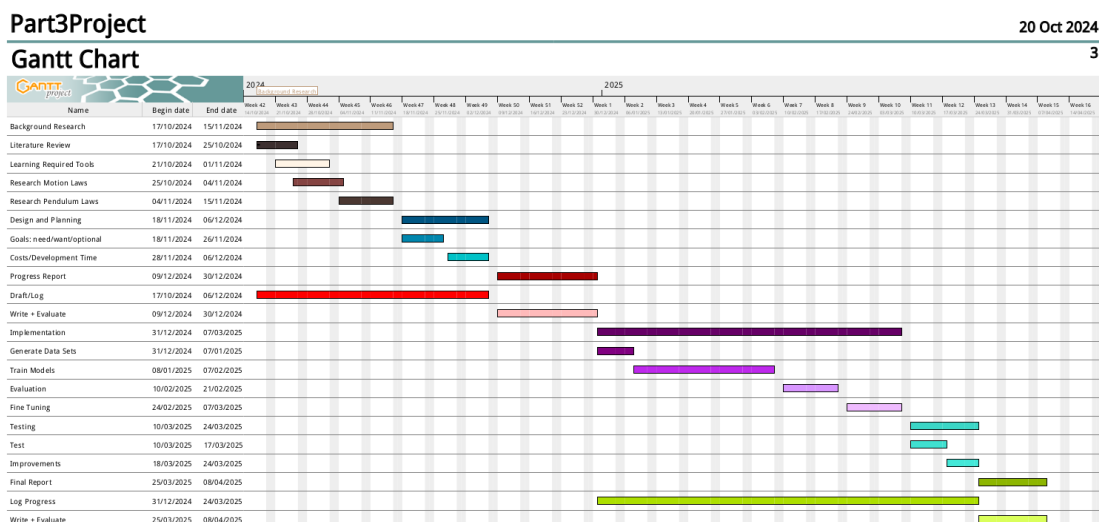 Part3Project
20 Oct 2024
Gantt Chart
3
GANTT project
2024
2025
Background Research
Name Begin date End date
Week 42 Week 43 Week 44 Week 45 Week 46 Week 47 Week 48 Week 49 Week 50 Week 51 Week 52 Week 1 Week 2 Week 3 Week 4 Week 5 Week 6 Week 7 Week 8 Week 9 Week 10 Week 11 Week 12 Week 13 Week 14 Week 15 Week 16
Background Research 17/10/2024 15/11/2024
Literature Review 17/10/2024 25/10/2024
Learning Required Tools 21/10/2024 01/11/2024
Research Motion Laws 25/10/2024 04/11/2024
Research Pendulum Laws 04/11/2024 15/11/2024
Design and Planning 18/11/2024 06/12/2024
Goals: need/want/optional 18/11/2024 26/11/2024
Costs/Development Time 28/11/2024 06/12/2024
Progress Report 09/12/2024 30/12/2024
Draft/Log 17/10/2024 06/12/2024
Write + Evaluate 09/12/2024 30/12/2024
Implementation 31/12/2024 07/03/2025
Generate Data Sets 31/12/2024 07/01/2025
Train Models 08/01/2025 07/02/2025
Evaluation 10/02/2025 21/02/2025
Fine Tuning 24/02/2025 07/03/2025
Testing 10/03/2025 24/03/2025
Test 10/03/2025 17/03/2025
Improvements 18/03/2025 24/03/2025
Final Report 25/03/2025 08/04/2025
Log Progress 31/12/2024 24/03/2025
Write + Evaluate 25/03/2025 08/04/2025